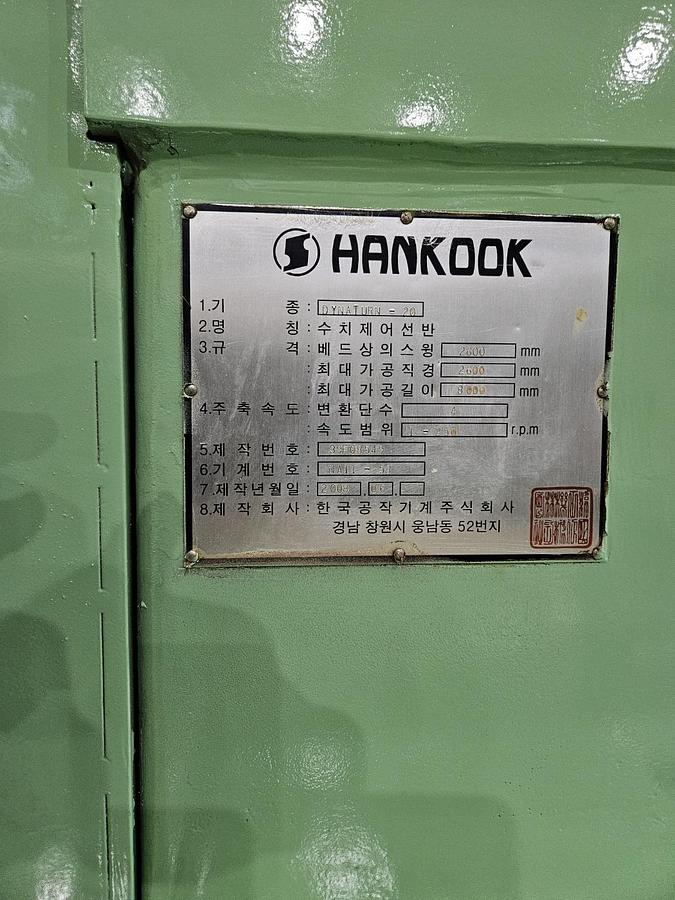 HANKOOK
1.기 종 : DYNATURN - 20
2.명 칭 : 수치제어선반
3.규 격 : 베드상의스윙 2600 mm
: 최대가공직경 2600 mm
: 최대가공길이 8000 mm
4.주축속도 : 변환단수 4
: 속도범위 r.p.m
5.제작번호 :
6.기계번호 :
7.제작년월일 :
8.제작회사 : 한국공작기계주식회사
경남 창원시 웅남동 52번지